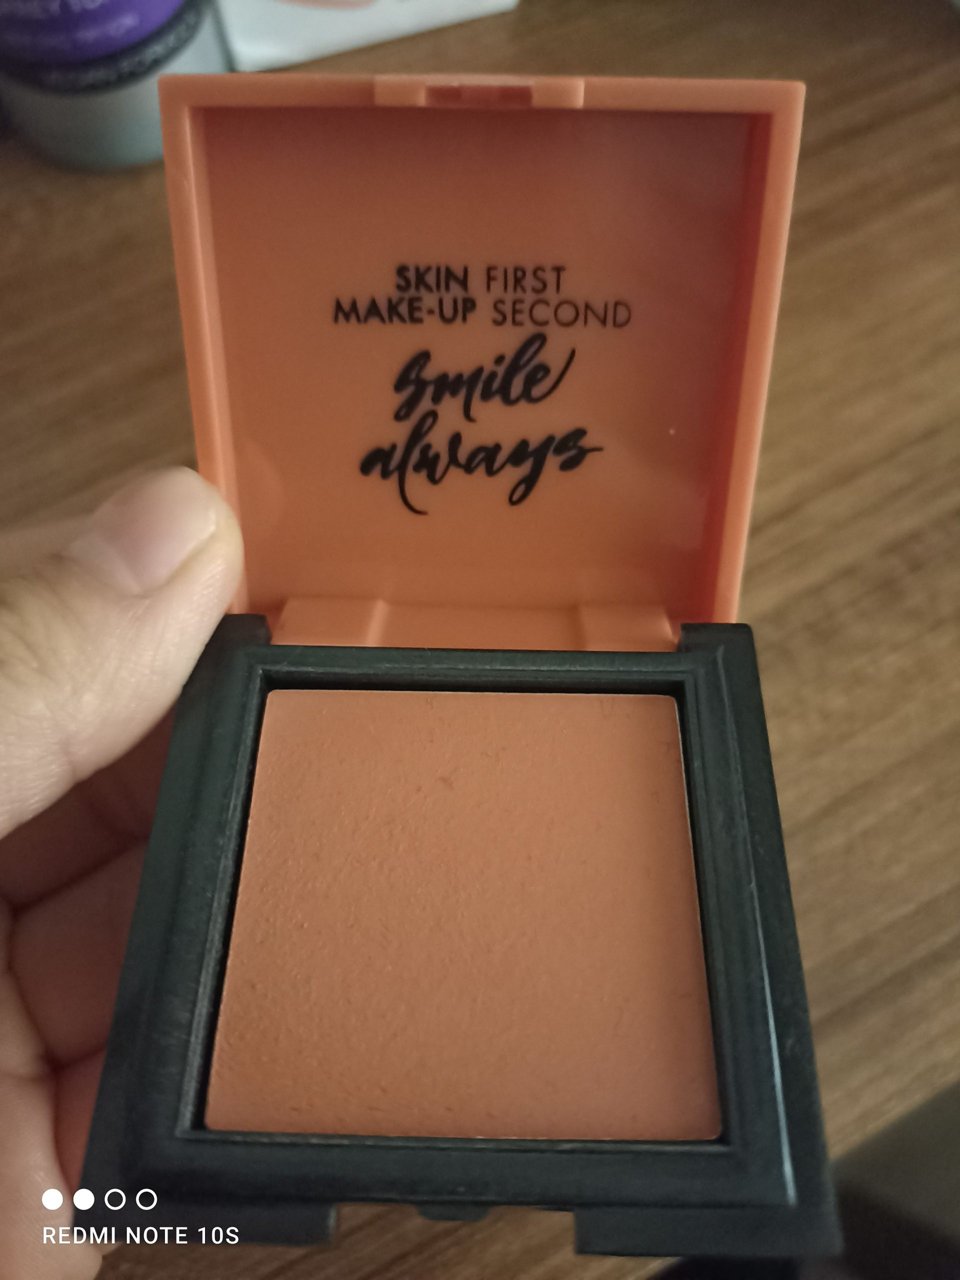 SKIN FIRST
MAKE-UP SECOND
smile
always
REDMI NOTE 10S